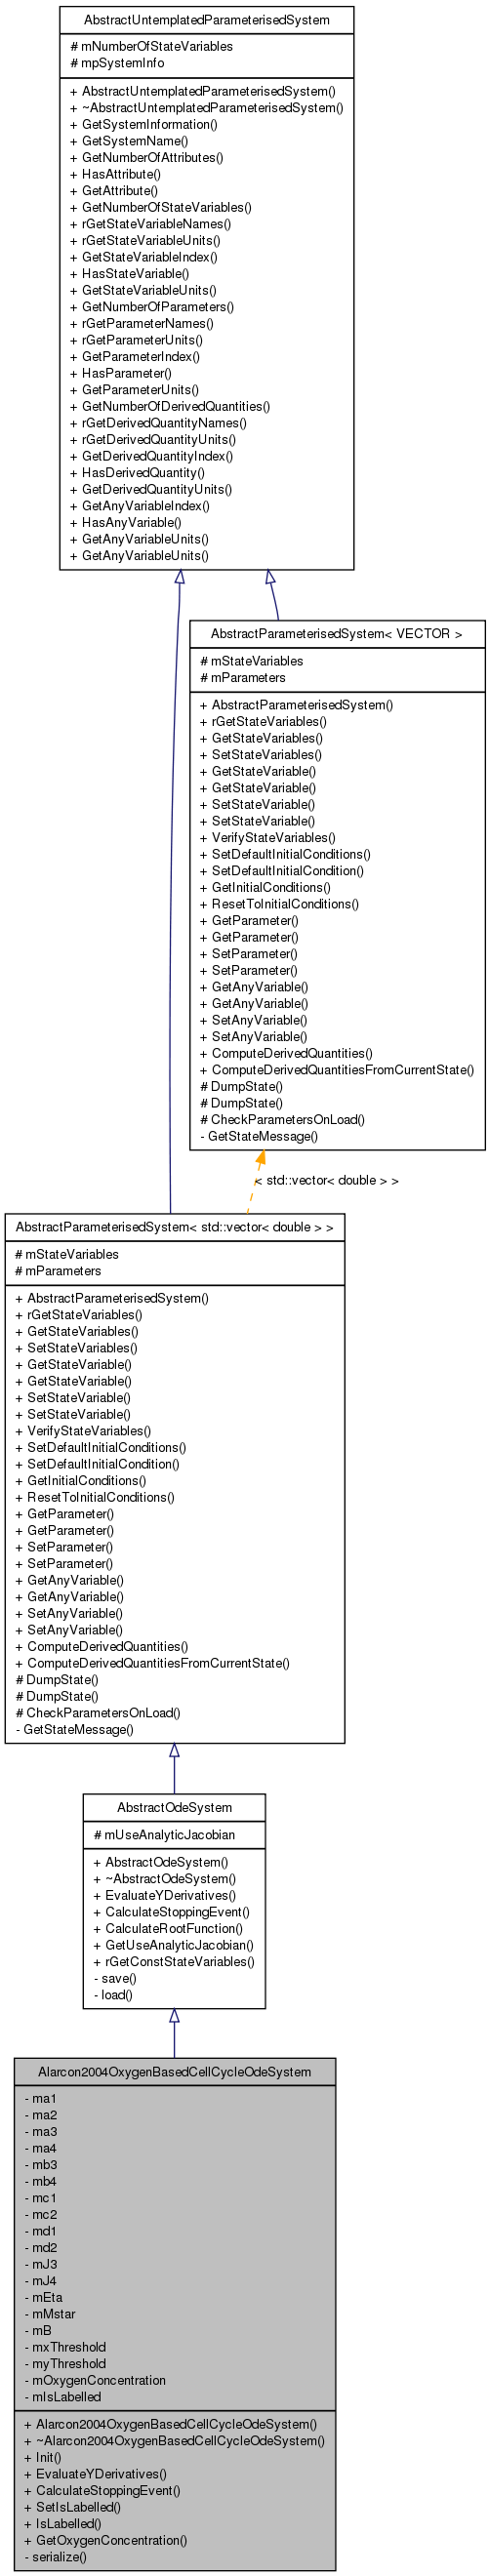 AbstractUntemplatedParameterisedSystem
# mNumberOfStateVariables
# mpSystemInfo
+ AbstractUntemplatedParameterisedSystem()
+ ~AbstractUntemplatedParameterisedSystem()
+ GetSystemInformation()
+ GetSystemName()
+ GetNumberOfAttributes()
+ HasAttribute()
+ GetAttribute()
+ GetNumberOfStateVariables()
+ rGetStateVariableNames()
+ rGetStateVariableUnits()
+ GetStateVariableIndex()
+ HasStateVariable()
+ GetStateVariableUnits()
+ GetNumberOfParameters()
+ rGetParameterNames()
+ rGetParameterUnits()
+ GetParameterIndex()
+ HasParameter()
+ GetParameterUnits()
+ GetNumberOfDerivedQuantities()
+ rGetDerivedQuantityNames()
+ rGetDerivedQuantityUnits()
+ GetDerivedQuantityIndex()
+ HasDerivedQuantity()
+ GetDerivedQuantityUnits()
+ GetAnyVariableIndex()
+ HasAnyVariable()
+ GetAnyVariableUnits()
+ GetAnyVariableUnits()
AbstractParameterisedSystem< VECTOR >
# mStateVariables
# mParameters
+ AbstractParameterisedSystem()
+ rGetStateVariables()
+ GetStateVariables()
+ SetStateVariables()
+ GetStateVariable()
+ GetStateVariable()
+ SetStateVariable()
+ SetStateVariable()
+ VerifyStateVariables()
+ SetDefaultInitialConditions()
+ SetDefaultInitialCondition()
+ GetInitialConditions()
+ ResetToInitialConditions()
+ GetParameter()
+ GetParameter()
+ SetParameter()
+ SetParameter()
+ GetAnyVariable()
+ GetAnyVariable()
+ SetAnyVariable()
+ SetAnyVariable()
+ ComputeDerivedQuantities()
+ ComputeDerivedQuantitiesFromCurrentState()
# DumpState()
# DumpState()
# CheckParametersOnLoad()
- GetStateMessage()
< std::vector< double > >
AbstractParameterisedSystem< std::vector< double > >
# mStateVariables
# mParameters
+ AbstractParameterisedSystem()
+ rGetStateVariables()
+ GetStateVariables()
+ SetStateVariables()
+ GetStateVariable()
+ GetStateVariable()
+ SetStateVariable()
+ SetStateVariable()
+ VerifyStateVariables()
+ SetDefaultInitialConditions()
+ SetDefaultInitialCondition()
+ GetInitialConditions()
+ ResetToInitialConditions()
+ GetParameter()
+ GetParameter()
+ SetParameter()
+ SetParameter()
+ GetAnyVariable()
+ GetAnyVariable()
+ SetAnyVariable()
+ SetAnyVariable()
+ ComputeDerivedQuantities()
+ ComputeDerivedQuantitiesFromCurrentState()
# DumpState()
# DumpState()
# CheckParametersOnLoad()
- GetStateMessage()
AbstractOdeSystem
# mUseAnalyticJacobian
+ AbstractOdeSystem()
+ ~AbstractOdeSystem()
+ EvaluateYDerivatives()
+ CalculateStoppingEvent()
+ CalculateRootFunction()
+ GetUseAnalyticJacobian()
+ rGetConstStateVariables()
- save()
- load()
Alarcon2004OxygenBasedCellCycleOdeSystem
- ma1
- ma2
- ma3
- ma4
- mb3
- mb4
- mc1
- mc2
- md1
- md2
- mJ3
- mJ4
- mEta
- mMstar
- mB
- mxThreshold
- myThreshold
- mOxygenConcentration
- mIsLabelled
+ Alarcon2004OxygenBasedCellCycleOdeSystem()
+ ~Alarcon2004OxygenBasedCellCycleOdeSystem()
+ Init()
+ EvaluateYDerivatives()
+ CalculateStoppingEvent()
+ SetIsLabelled()
+ IsLabelled()
+ GetOxygenConcentration()
- serialize()